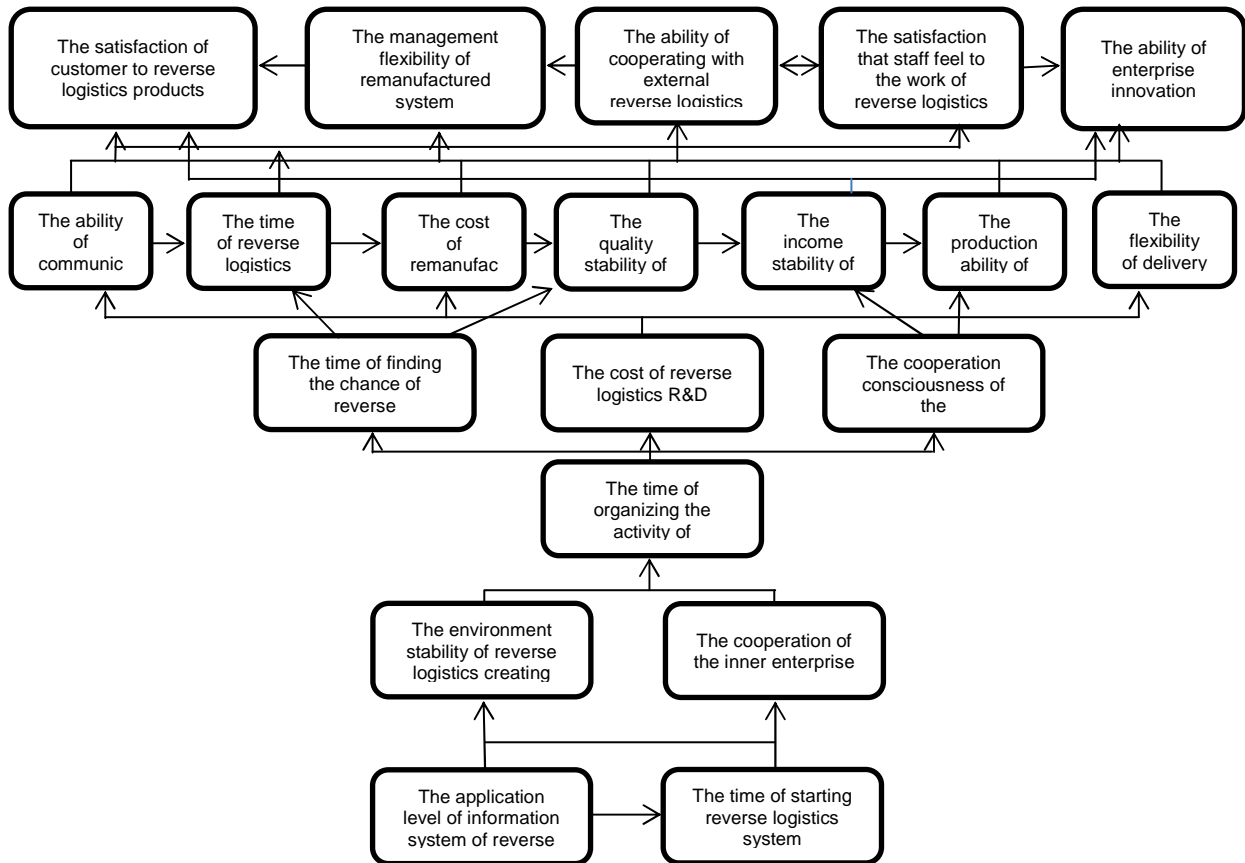 The satisfaction of
customer to reverse
logistics products
The management
flexibility of
remanufactured
system
The ability of
cooperating with
external
reverse logistics
The satisfaction
that staff feel to
the work of
reverse logistics
The ability of
enterprise
innovation
The ability
of
communic
The time
of reverse
logistics
The cost
of
remanufac
The
quality
stability of
The
income
stability of
The
production
ability of
The
flexibility
of delivery
The time of finding
the chance of
reverse
The cost of reverse
logistics R&D
The cooperation
consciousness of
the
The time of
organizing the
activity of
The environment
stability of reverse
logistics creating
The cooperation of
the inner enterprise
The application
level of information
system of reverse
The time of starting
reverse logistics
system